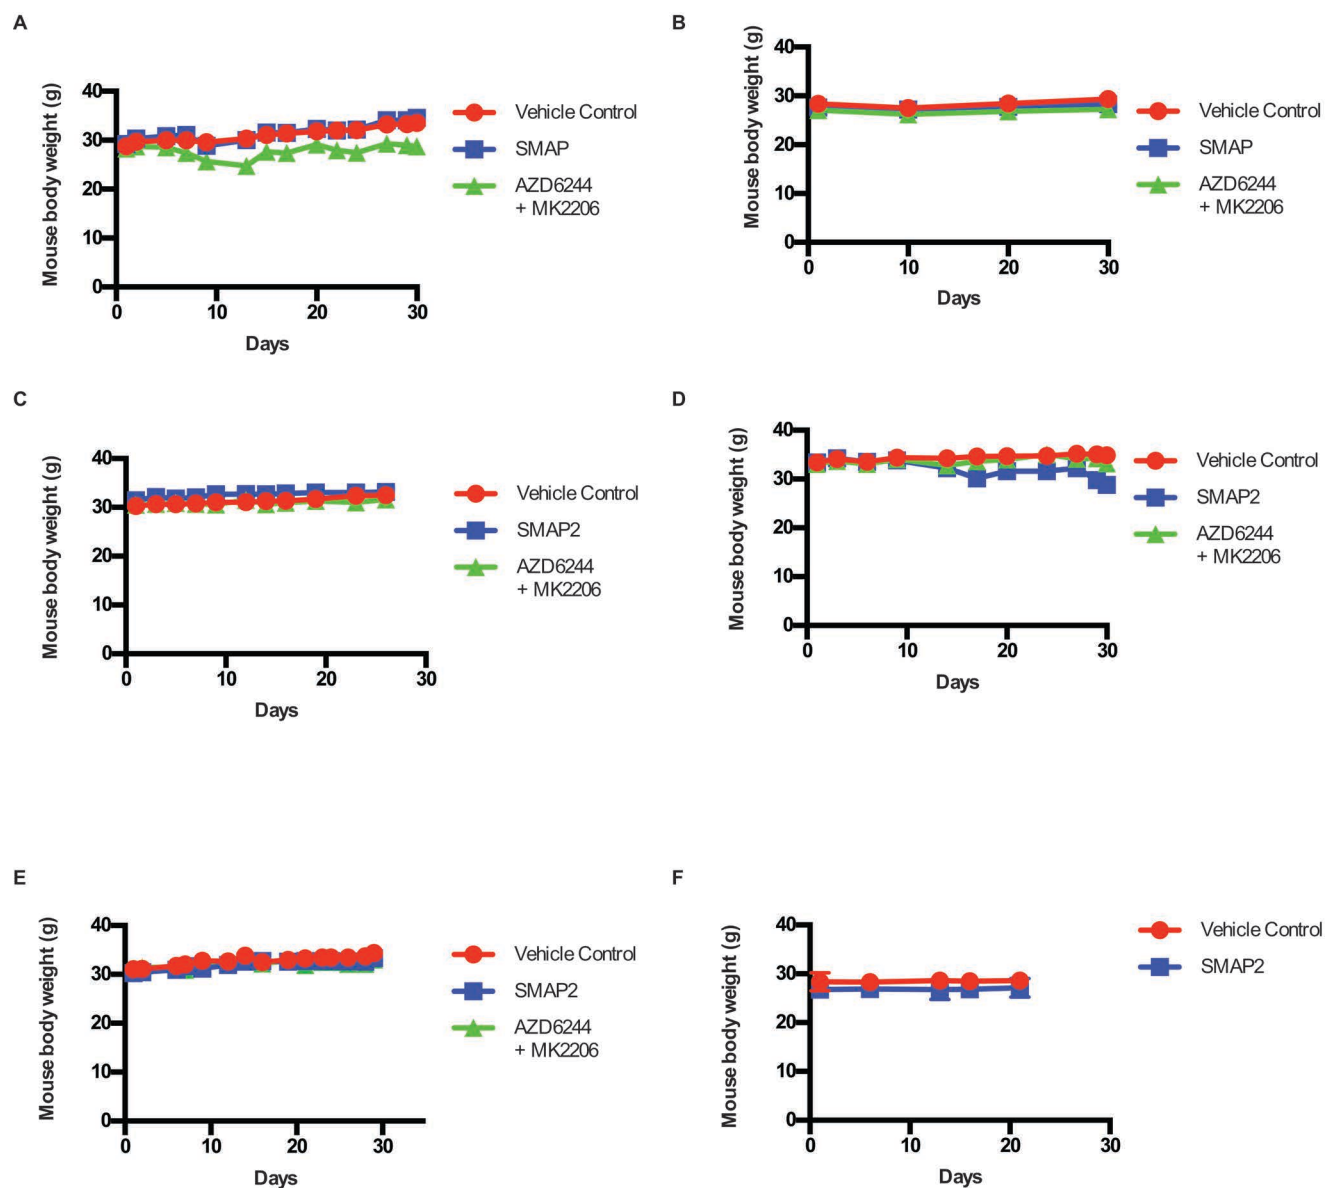 A
Mouse body weight (g)
40
30
20
10
0
0 10 20 30
Days
Vehicle Control
SMAP
AZD6244
+ MK2206
B
Mouse body weight (g)
40
30
20
10
0
0 10 20 30
Days
Vehicle Control
SMAP
AZD6244
+ MK2206
C
Mouse body weight (g)
40
30
20
10
0
0 10 20 30
Days
Vehicle Control
SMAP2
AZD6244
+ MK2206
D
Mouse body weight (g)
40
30
20
10
0
0 10 20 30
Days
Vehicle Control
SMAP2
AZD6244
+ MK2206
E
Mouse body weight (g)
40
30
20
10
0
0 10 20 30
Days
Vehicle Control
SMAP2
AZD6244
+ MK2206
F
Mouse body weight (g)
40
30
20
10
0
0 10 20 30
Days
Vehicle Control
SMAP2